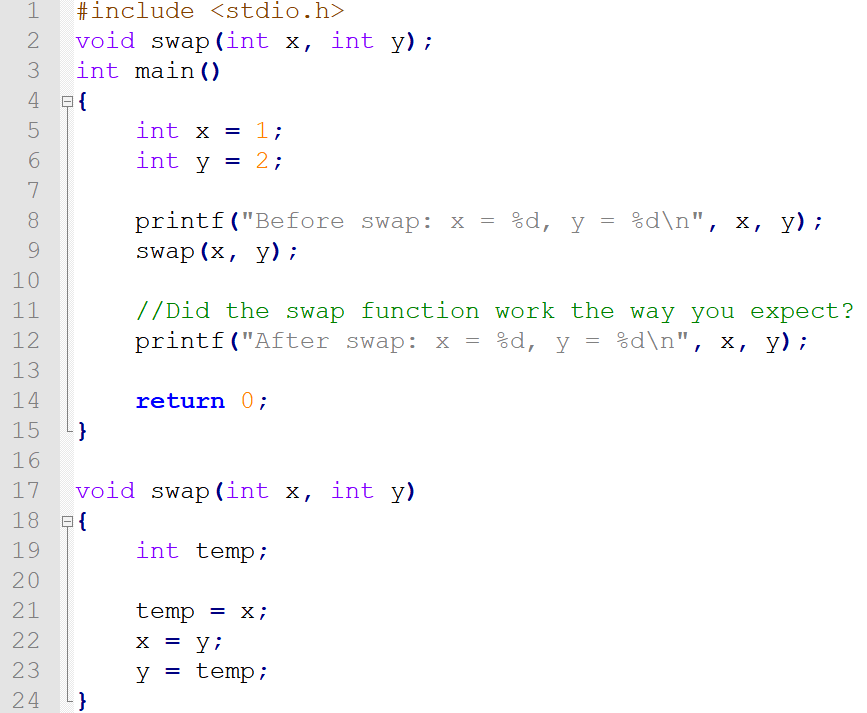 1 #include <stdio.h>
2 void swap(int x, int y);
3 int main()
4 {
5     int x = 1;
6     int y = 2;
7
8     printf("Before swap: x = %d, y = %d\n", x, y);
9     swap(x, y);
10
11     //Did the swap function work the way you expect?
12     printf("After swap: x = %d, y = %d\n", x, y);
13
14     return 0;
15 }
16
17 void swap(int x, int y)
18 {
19     int temp;
20
21     temp = x;
22     x = y;
23     y = temp;
24 }